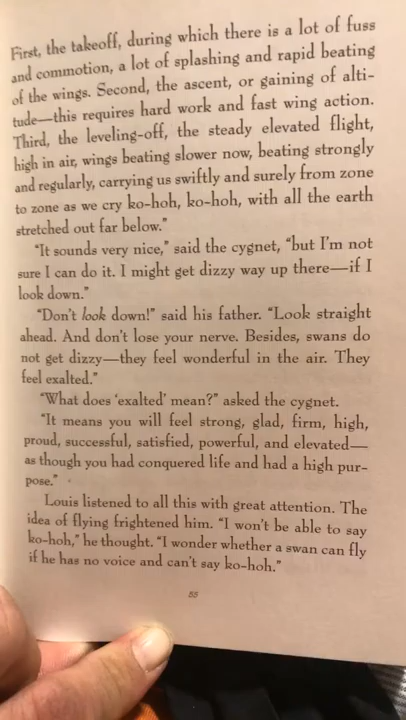 First, the takeoff, during which there is a lot of fuss
and commotion, a lot of splashing and rapid beating
of the wings. Second, the ascent, or gaining of alti-
tude—this requires hard work and fast wing action.
Third, the leveling-off, the steady elevated flight,
high in air, wings beating slower now, beating strongly
and regularly, carrying us swiftly and surely from zone
to zone as we cry ko-hoh, ko-hoh, with all the earth
stretched out far below.”
“It sounds very nice,” said the cygnet, “but I’m not
sure I can do it. I might get dizzy way up there—if I
look down.”
“Don’t look down!” said his father. “Look straight
ahead. And don’t lose your nerve. Besides, swans do
not get dizzy—they feel wonderful in the air. They
feel exalted.”
“What does ‘exalted’ mean?” asked the cygnet.
“It means you will feel strong, glad, firm, high,
proud, successful, satisfied, powerful, and elevated—
as though you had conquered life and had a high pur-
pose.”
Louis listened to all this with great attention. The
idea of flying frightened him. “I won’t be able to say
ko-hoh,” he thought. “I wonder whether a swan can fly
if he has no voice and can’t say ko-hoh.”
55